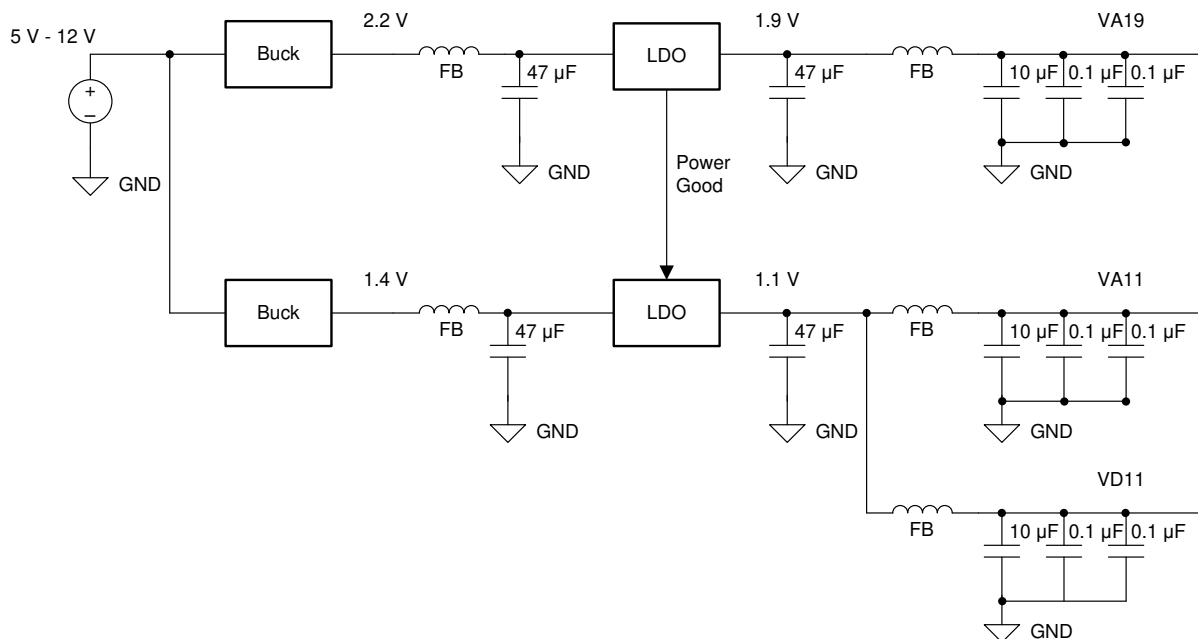 5 V - 12 V
2.2 V
1.9 V
VA19
Buck
FB
47 µF
LDO
47 µF
FB
10 µF
0.1 µF
0.1 µF
+
−
GND
GND
Power
Good
GND
GND
1.4 V
1.1 V
VA11
Buck
FB
47 µF
LDO
47 µF
FB
10 µF
0.1 µF
0.1 µF
GND
GND
GND
VD11
FB
10 µF
0.1 µF
0.1 µF
GND